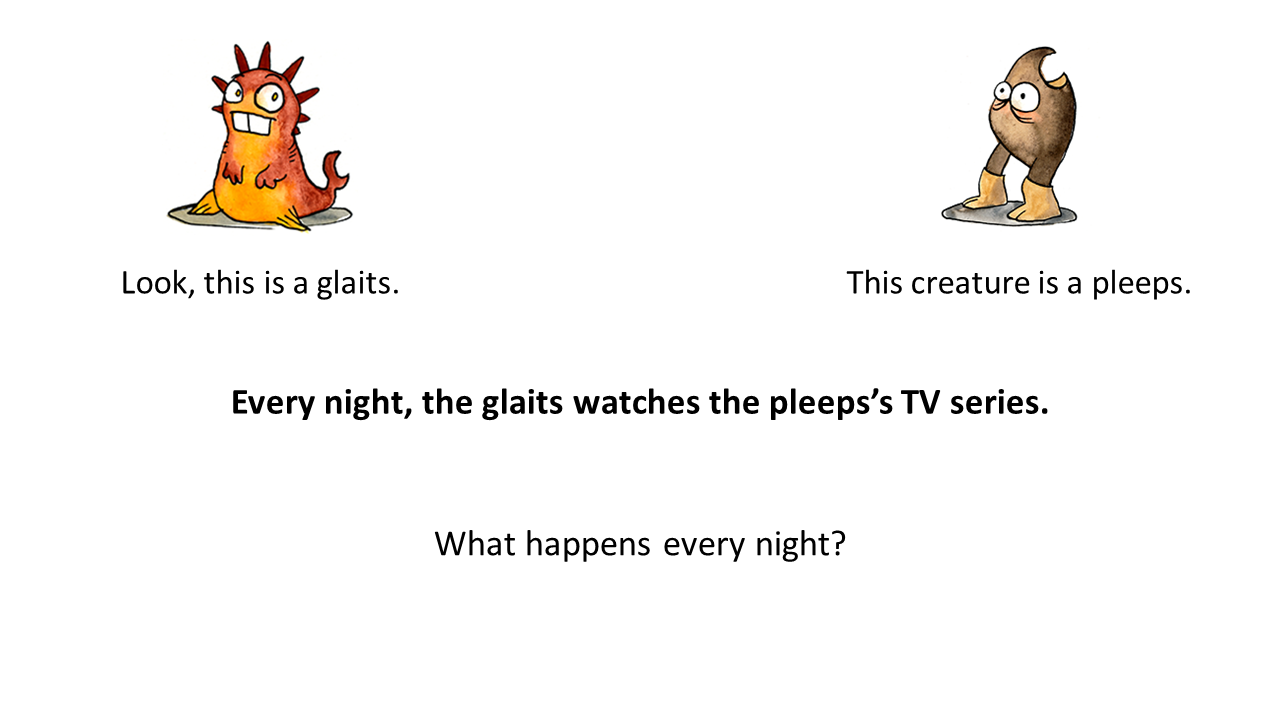 Look, this is a glaits.
This creature is a pleeps.
Every night, the glaits watches the pleeps’s TV series.
What happens every night?